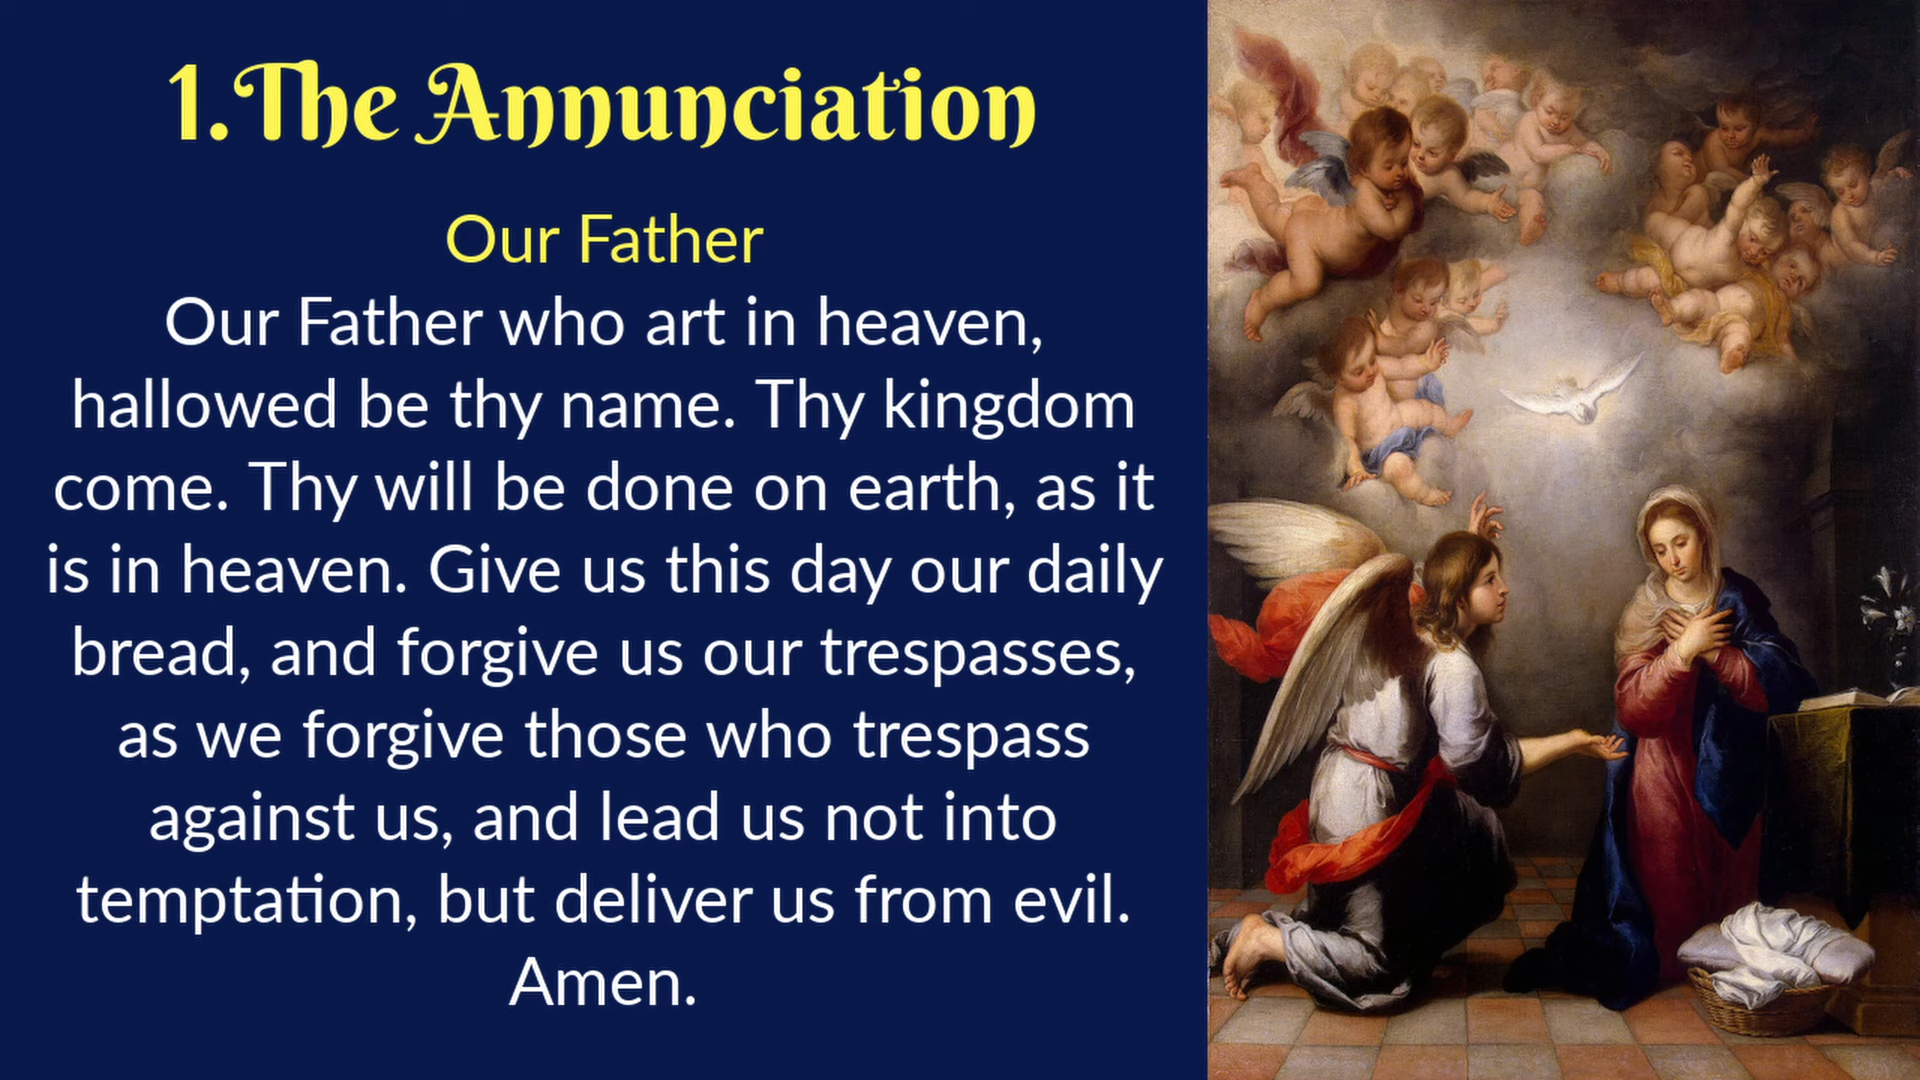 1.The Annunciation
Our Father
Our Father who art in heaven,
hallowed be thy name. Thy kingdom
come. Thy will be done on earth, as it
is in heaven. Give us this day our daily
bread, and forgive us our trespasses,
as we forgive those who trespass
against us, and lead us not into
temptation, but deliver us from evil.
Amen.